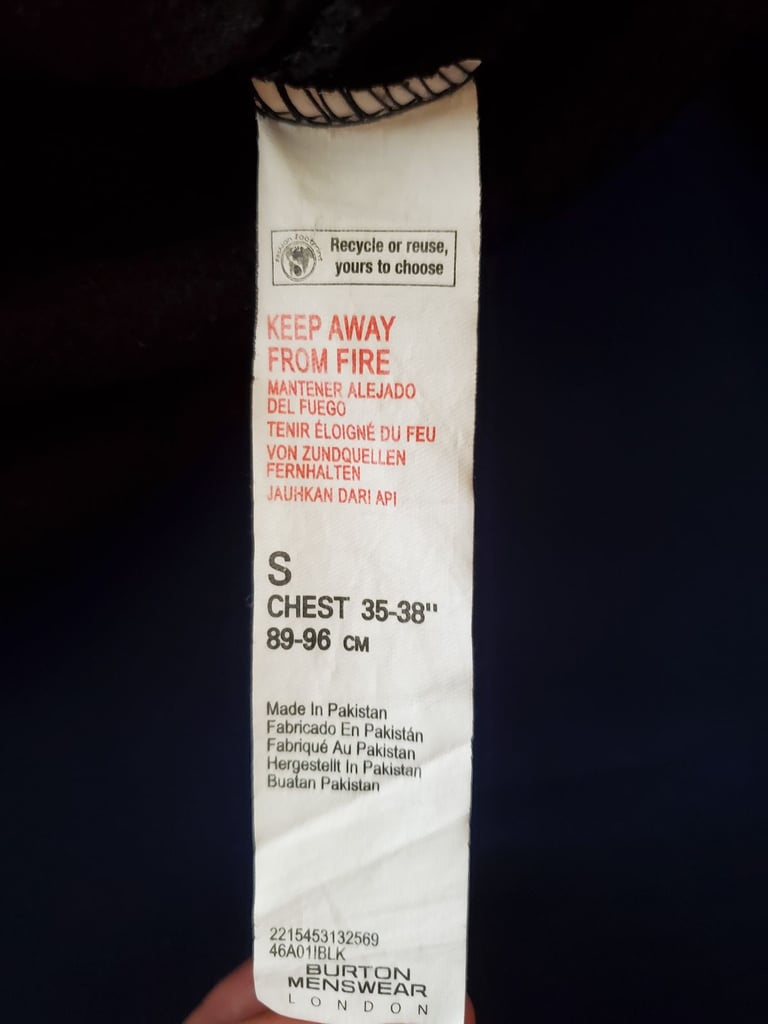 fashion footprint
Recycle or reuse,
yours to choose
KEEP AWAY
FROM FIRE
MANTENER ALEJADO
DEL FUEGO
TENIR ÉLOIGNÉ DU FEU
VON ZUNDQUELLEN
FERNHALTEN
JAUHKAN DARI API
S
CHEST 35-38"
89-96 CM
Made In Pakistan
Fabricado En Pakistán
Fabriqué Au Pakistan
Hergestellt In Pakistan
Buatan Pakistan
2215453132569
46A01IBLK
BURTON
MENSWEAR
LONDON